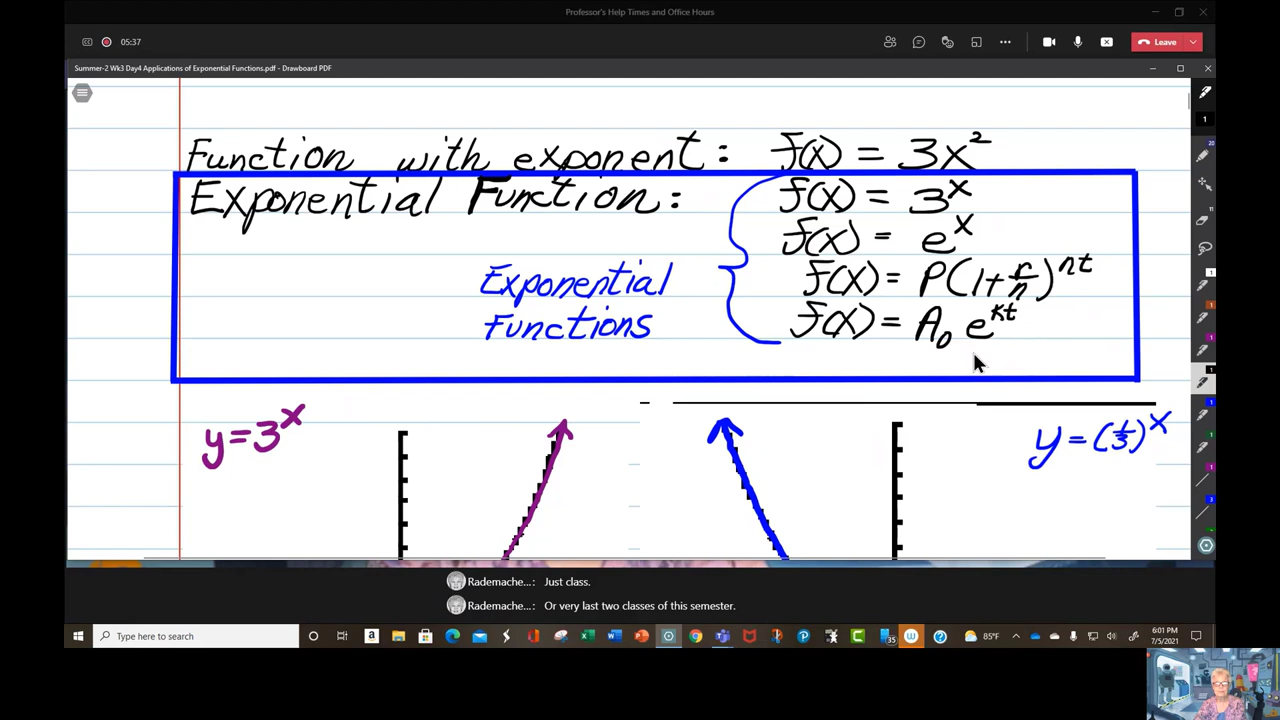 Professor's Help Times and Office Hours
05:37
Leave
Summer-2 Wk3 Day4 Applications of Exponential Functions.pdf - Drawboard PDF
1
Function with exponent: f(x) = 3x²
Exponential Function: f(x) = 3ˣ
f(x) = eˣ
Exponential f(x) = P(1+r/n)ⁿᵗ
Functions f(x) = A₀ eᵏᵗ
y=3ˣ
y=(1/3)ˣ
Rademache...: Just class.
Rademache...: Or very last two classes of this semester.
Type here to search
85°F
6:01 PM
7/5/2021